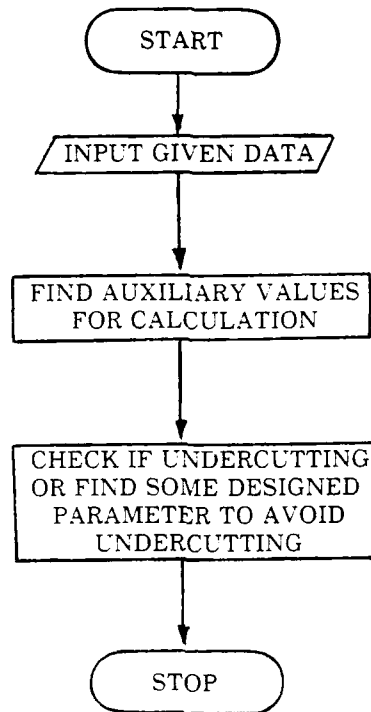 START
INPUT GIVEN DATA
FIND AUXILIARY VALUES
FOR CALCULATION
CHECK IF UNDERCUTTING
OR FIND SOME DESIGNED
PARAMETER TO AVOID
UNDERCUTTING
STOP